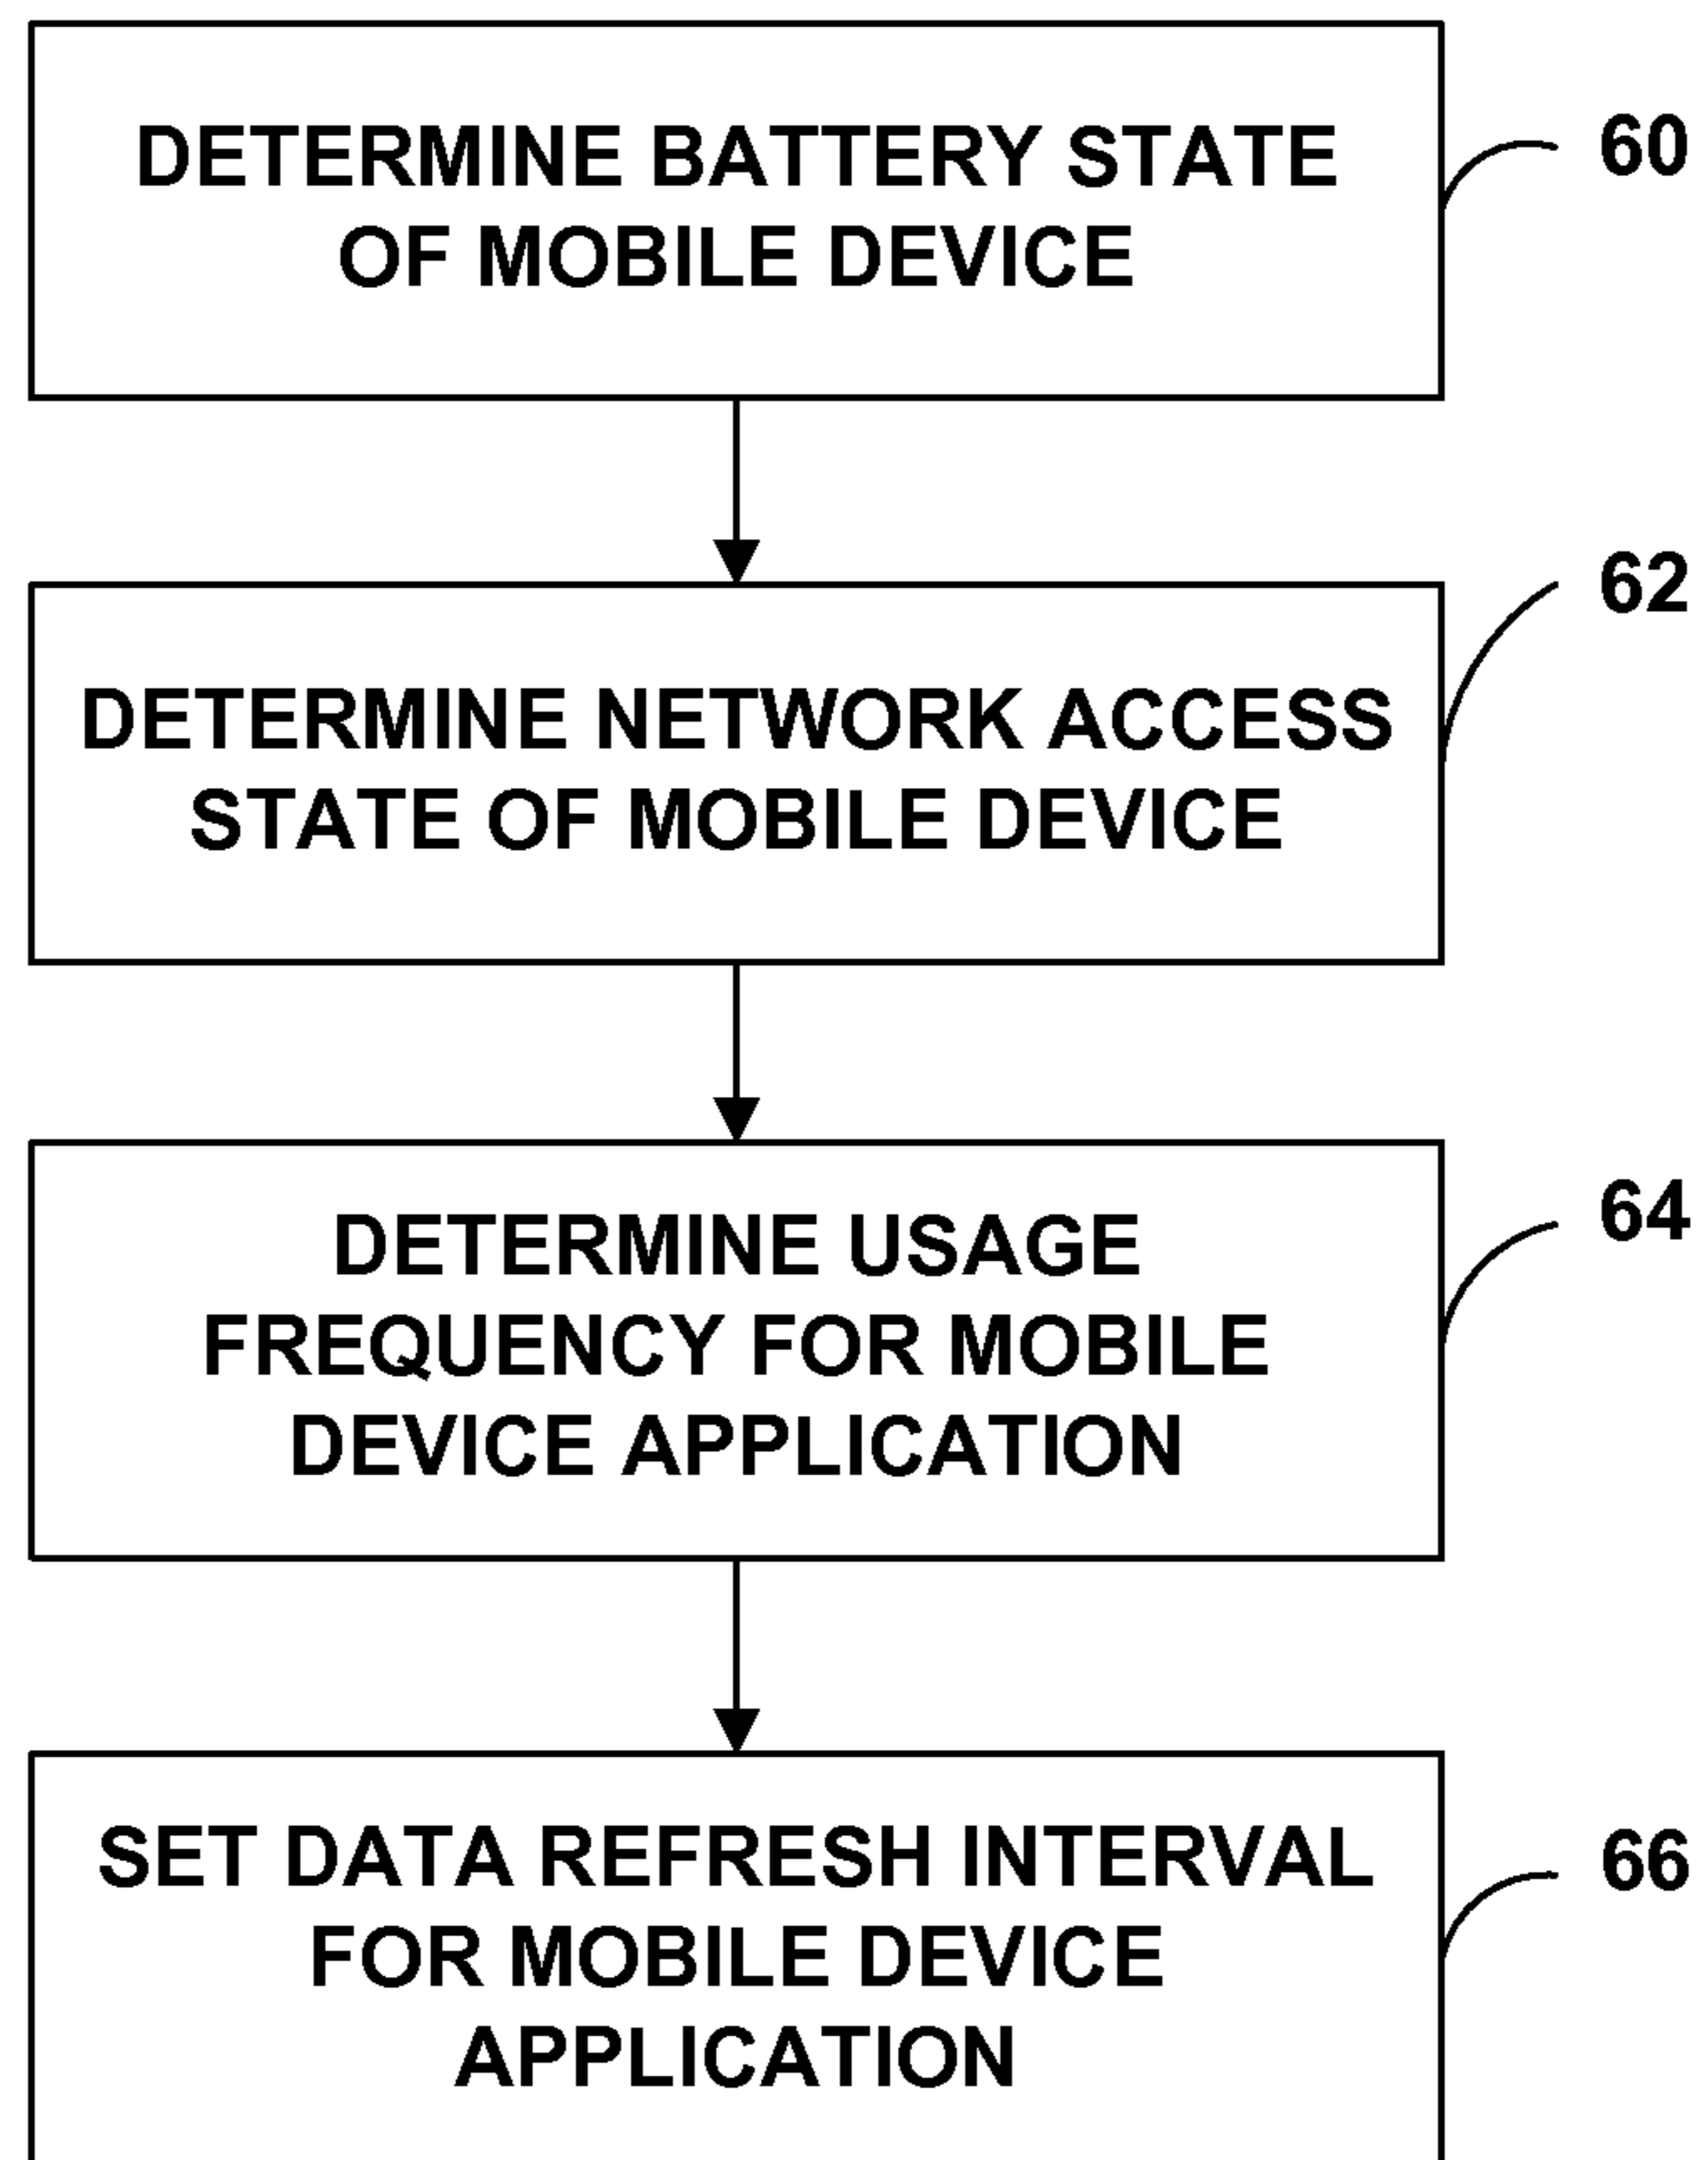 DETERMINE BATTERY STATE
OF MOBILE DEVICE
60
DETERMINE NETWORK ACCESS
STATE OF MOBILE DEVICE
62
DETERMINE USAGE
FREQUENCY FOR MOBILE
DEVICE APPLICATION
64
SET DATA REFRESH INTERVAL
FOR MOBILE DEVICE
APPLICATION
66